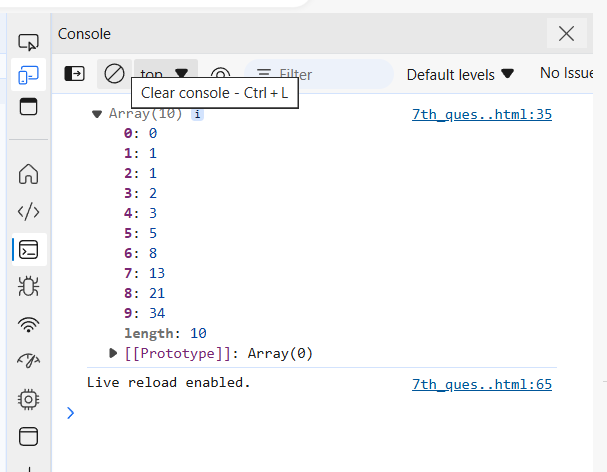 Console
top ▼ Filter Default levels ▼ No Issue
Clear console - Ctrl + L
▼ Array(10) i 7th_ques..html:35
0: 0
1: 1
2: 1
3: 2
4: 3
5: 5
6: 8
7: 13
8: 21
9: 34
length: 10
▶ [[Prototype]]: Array(0)
Live reload enabled. 7th_ques..html:65